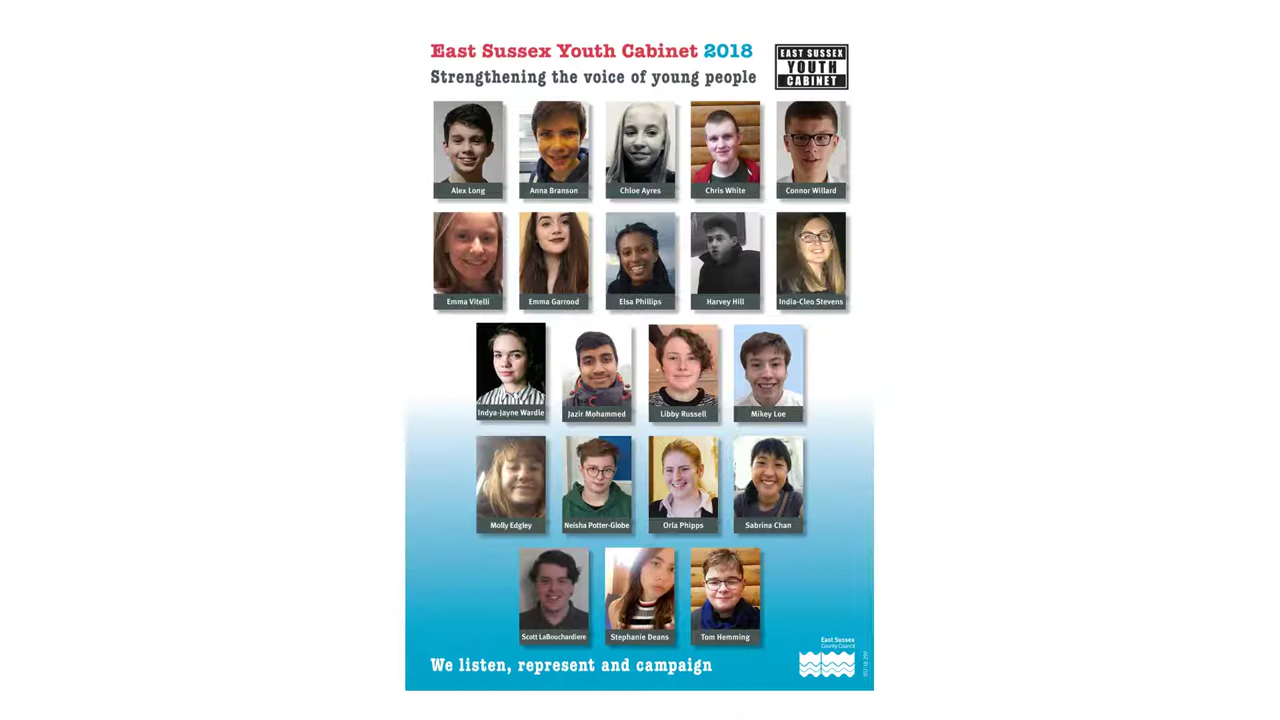 East Sussex Youth Cabinet 2018
Strengthening the voice of young people
EAST SUSSEX
YOUTH
CABINET
Alex Long
Anna Branson
Chloe Ayres
Chris White
Connor Willard
Emma Vitelli
Emma Garrood
Elsa Phillips
Harvey Hill
India-Cleo Stevens
Indya-Jayne Wardle
Jazir Mohammed
Libby Russell
Mikey Loe
Molly Edgley
Neisha Potter-Globe
Orla Phipps
Sabrina Chan
Scott LaBouchardiere
Stephanie Deans
Tom Hemming
We listen, represent and campaign
East Sussex
County Council